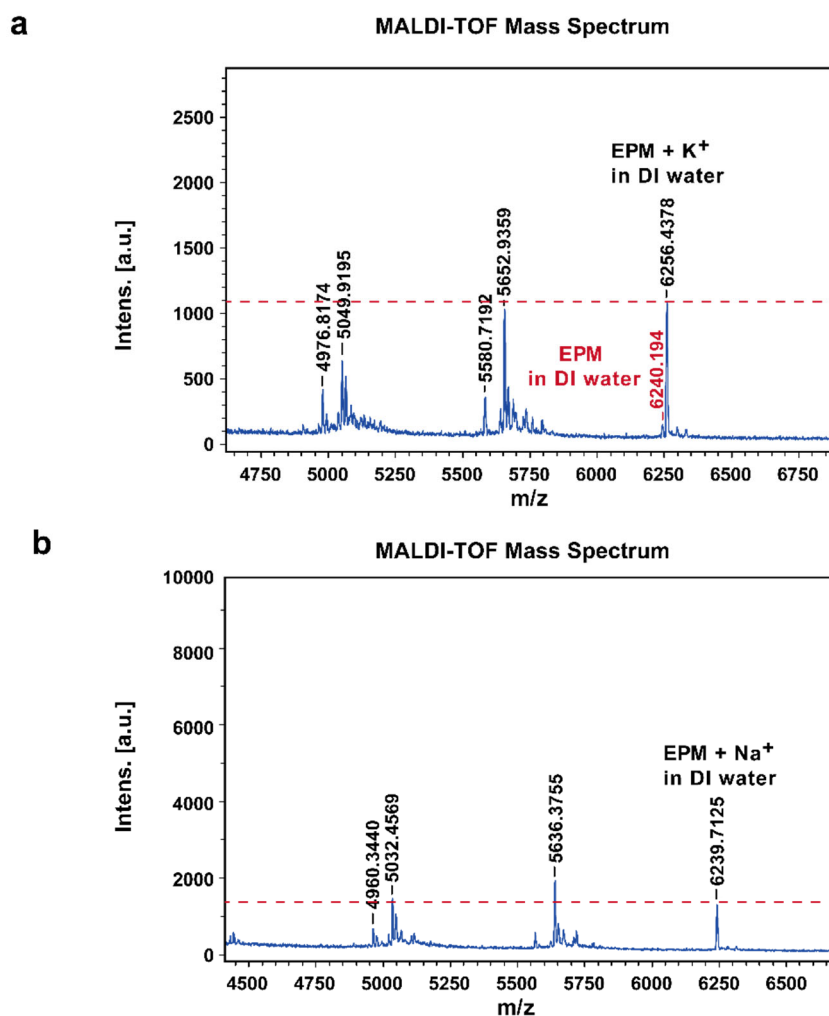 a
MALDI-TOF Mass Spectrum
Intens. [a.u.]
2500
2000
1500
1000
500
0
4976.8174
5049.9195
5580.7192
5652.9359
EPM
in DI water
6240.194
EPM + K⁺
in DI water
6256.4378
4750
5000
5250
5500
5750
6000
6250
6500
6750
m/z
b
MALDI-TOF Mass Spectrum
Intens. [a.u.]
10000
8000
6000
4000
2000
0
4960.3440
5032.4569
5636.3755
EPM + Na⁺
in DI water
6239.7125
4500
4750
5000
5250
5500
5750
6000
6250
6500
m/z